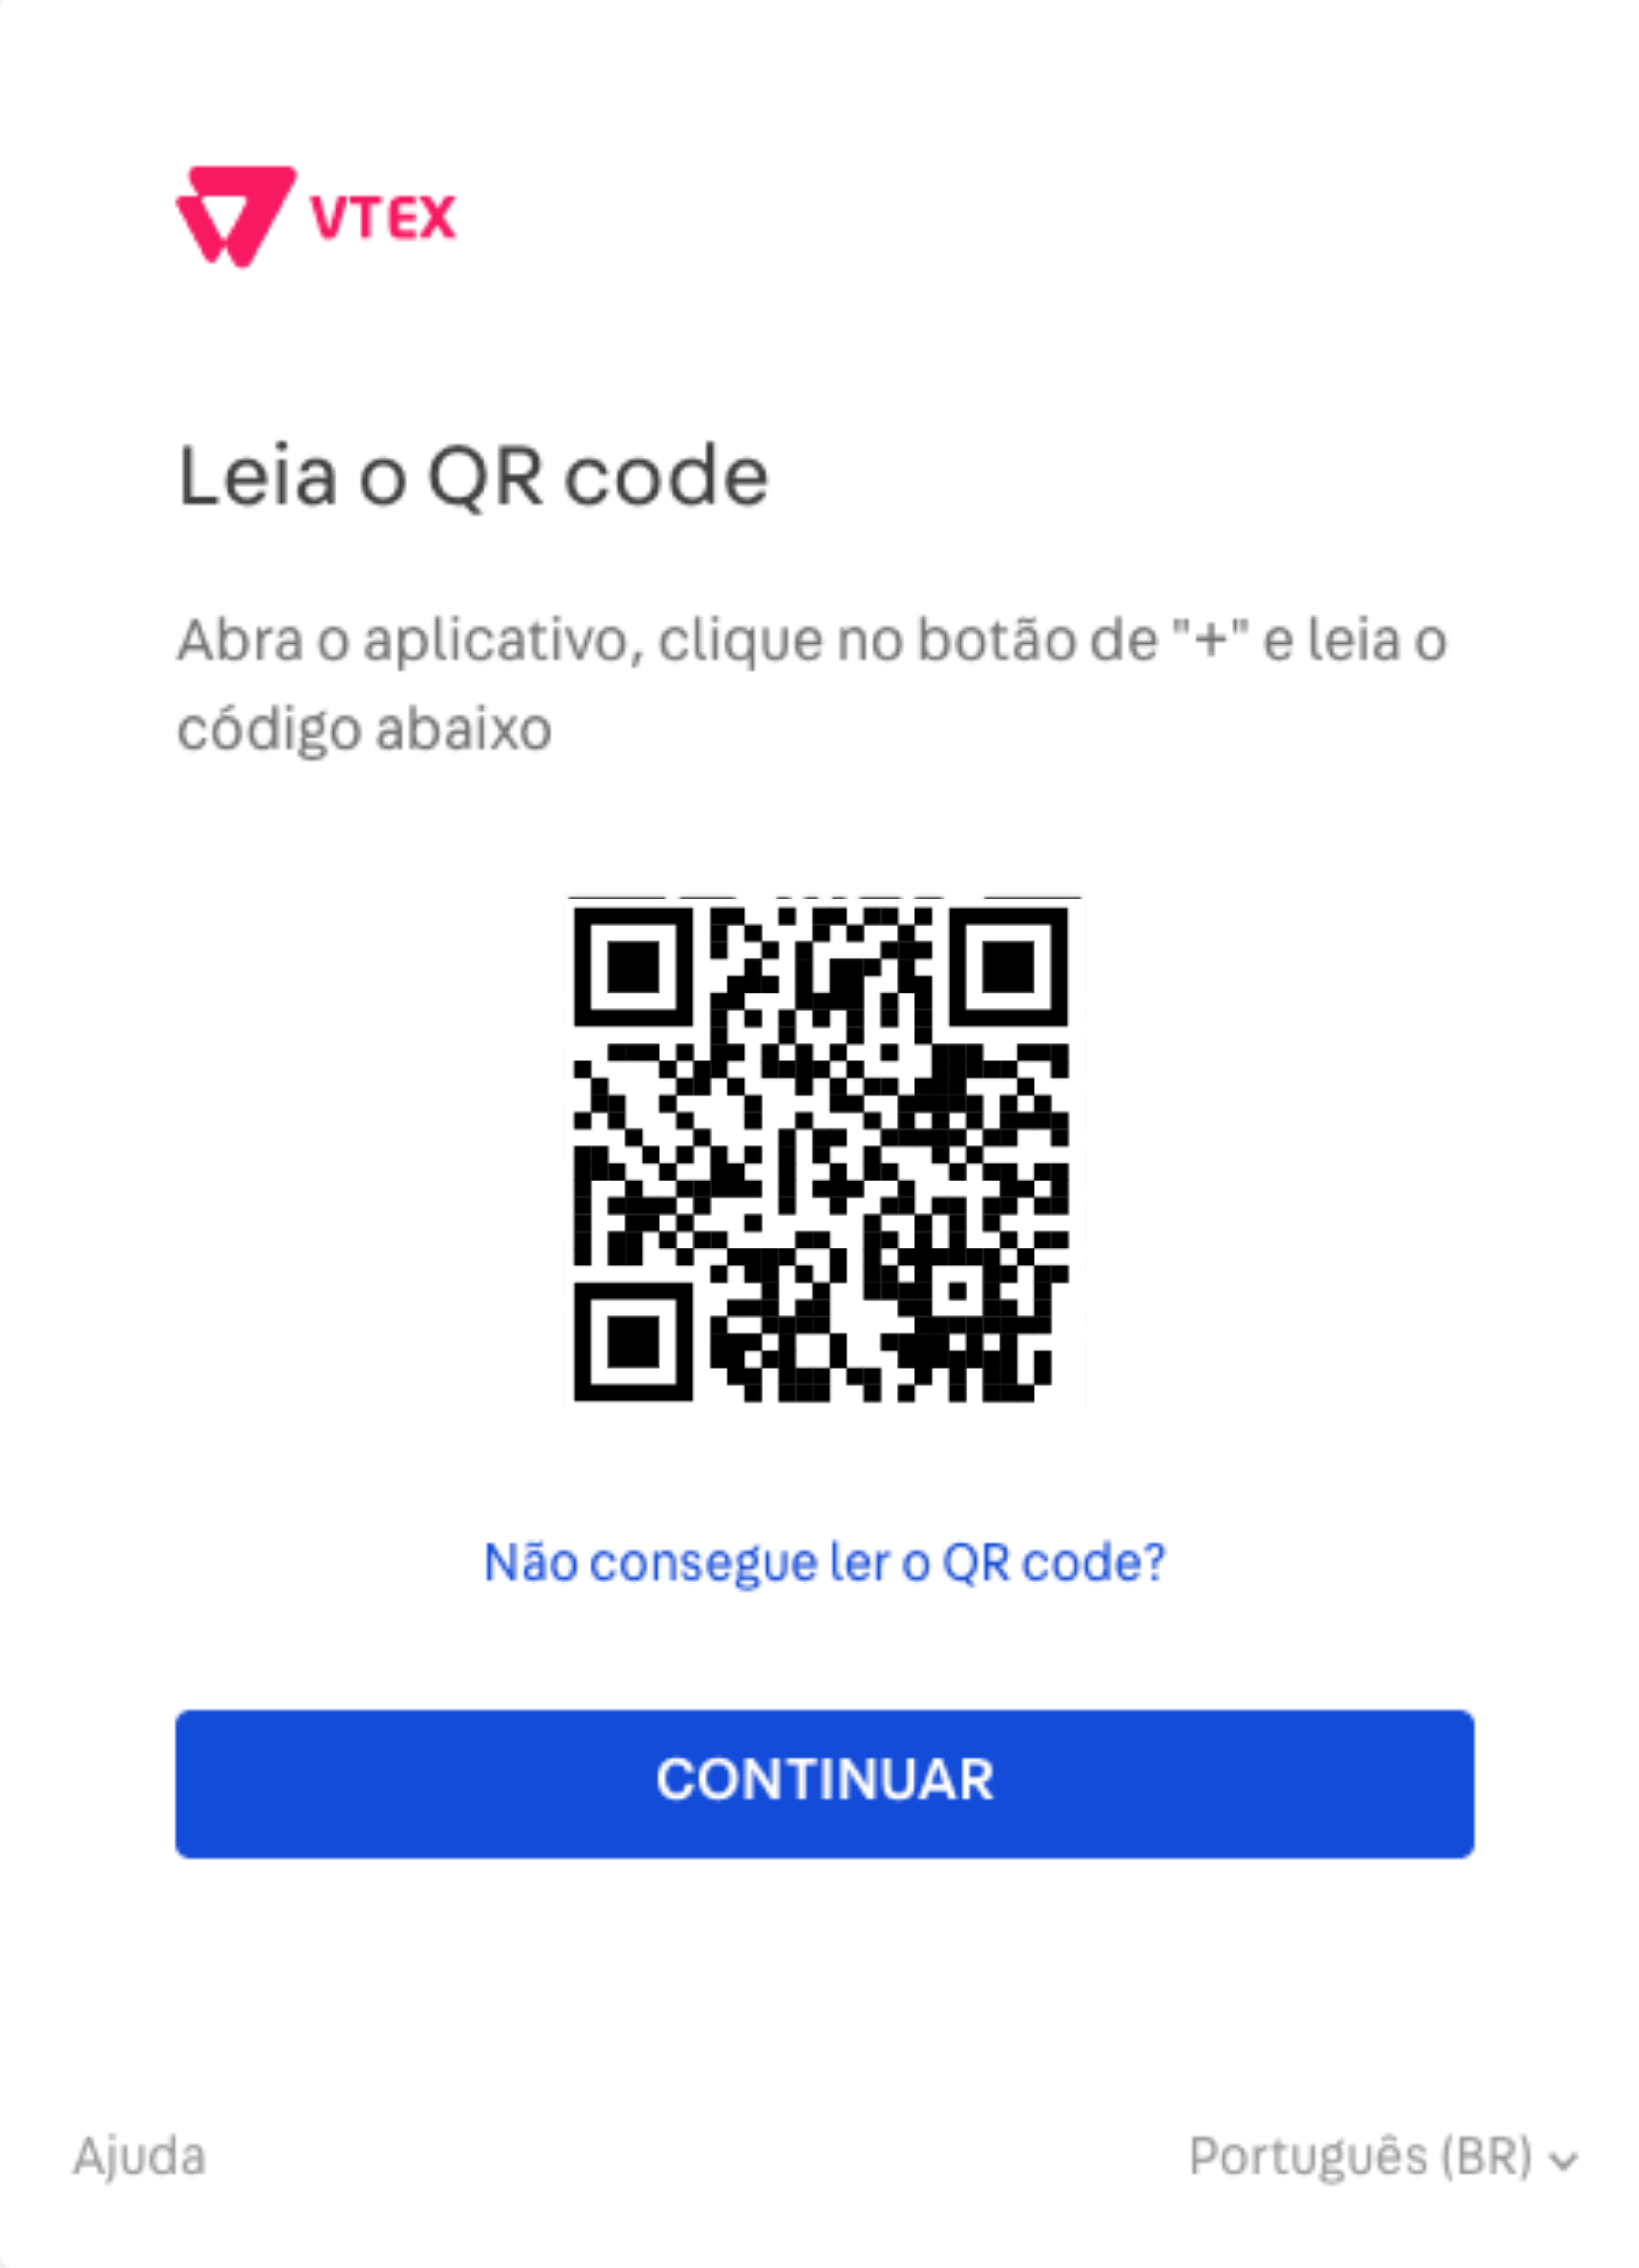 VTEX
Leia o QR code
Abra o aplicativo, clique no botão de "+" e leia o
código abaixo
Não consegue ler o QR code?
CONTINUAR
Ajuda
Português (BR)